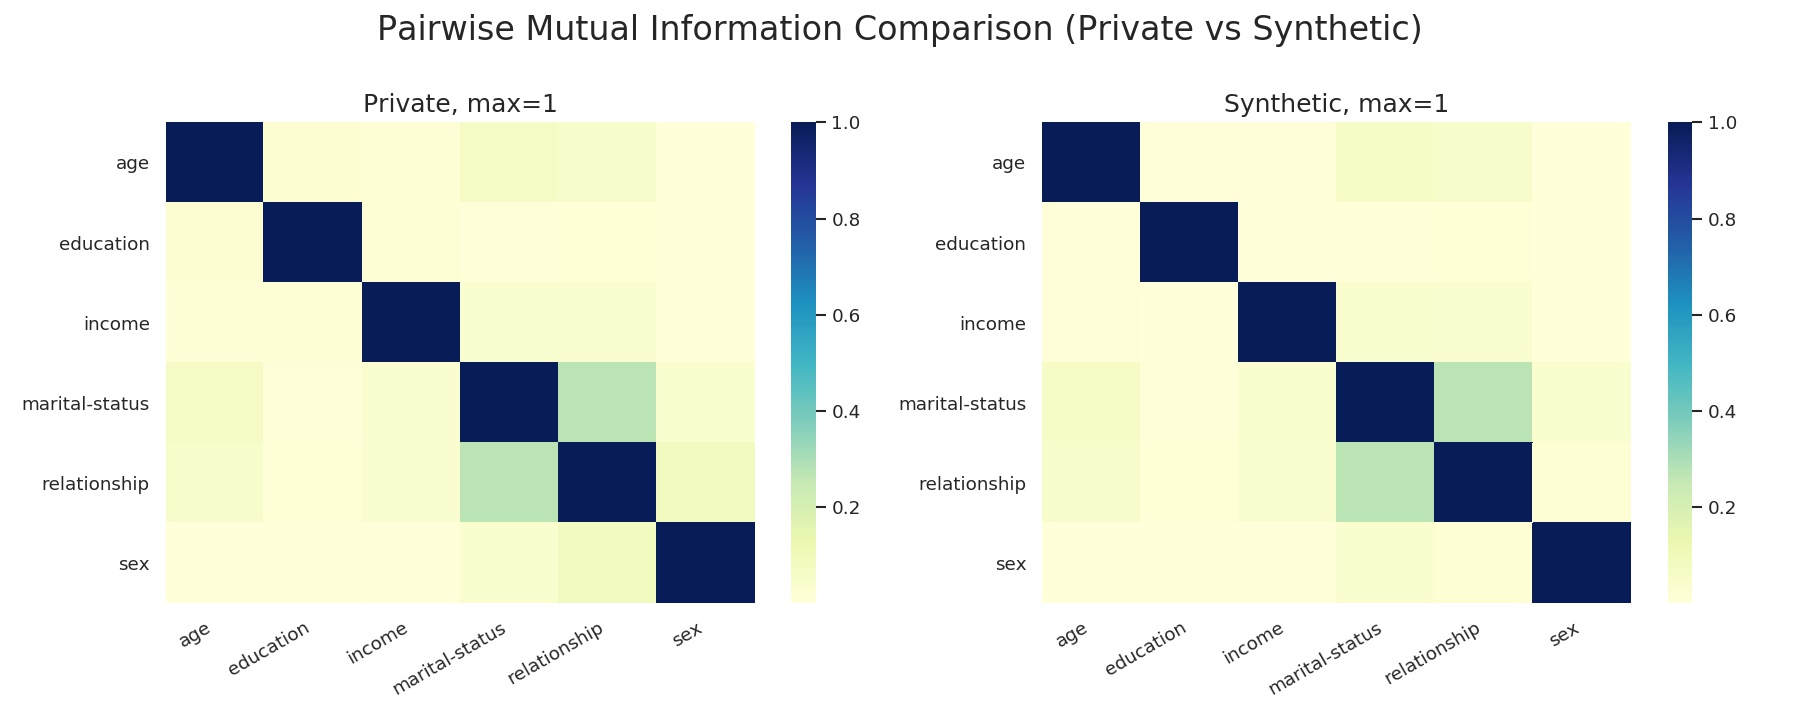 Pairwise Mutual Information Comparison (Private vs Synthetic)
Private, max=1
age
education
income
marital-status
relationship
sex
age
education
income
marital-status
relationship
sex
1.0
0.8
0.6
0.4
0.2
Synthetic, max=1
age
education
income
marital-status
relationship
sex
age
education
income
marital-status
relationship
sex
1.0
0.8
0.6
0.4
0.2